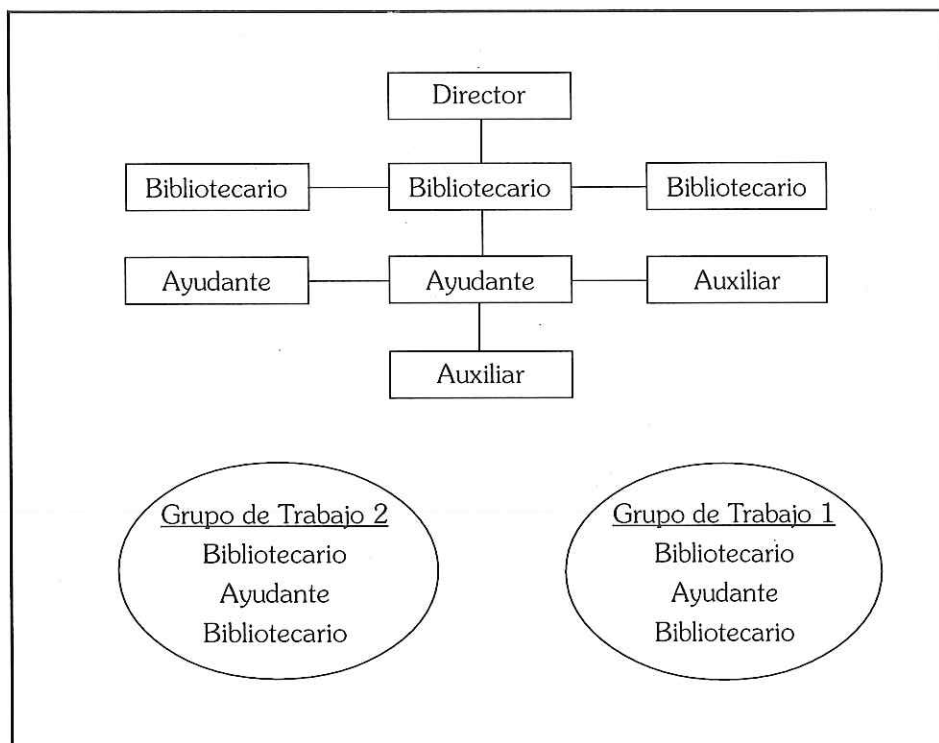 Director
Bibliotecario Bibliotecario Bibliotecario
Ayudante Ayudante Auxiliar
Auxiliar
Grupo de Trabajo 2
Bibliotecario
Ayudante
Bibliotecario
Grupo de Trabajo 1
Bibliotecario
Ayudante
Bibliotecario